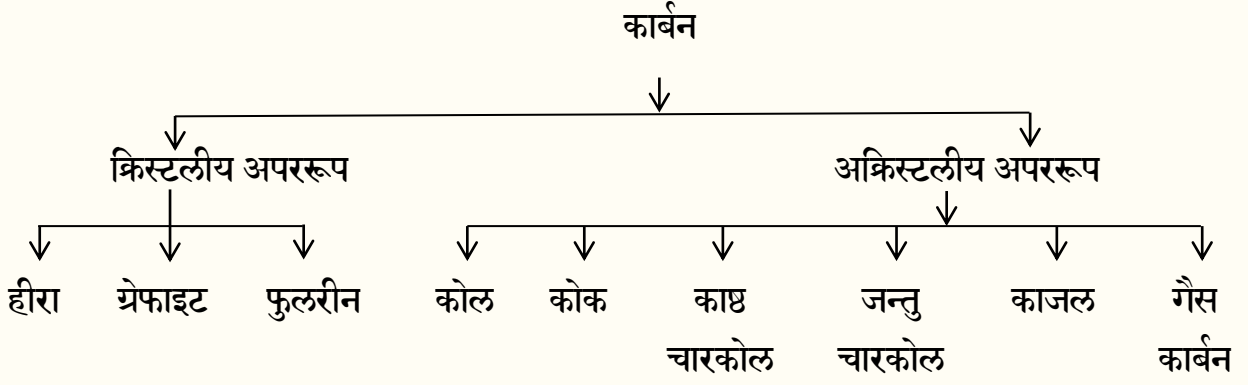 कार्बन
क्रिस्टलीय अपररूप अक्रिस्टलीय अपररूप
हीरा ग्रेफाइट फुलरीन कोल कोक काष्ठ जन्तु काजल गैस
चारकोल चारकोल कार्बन